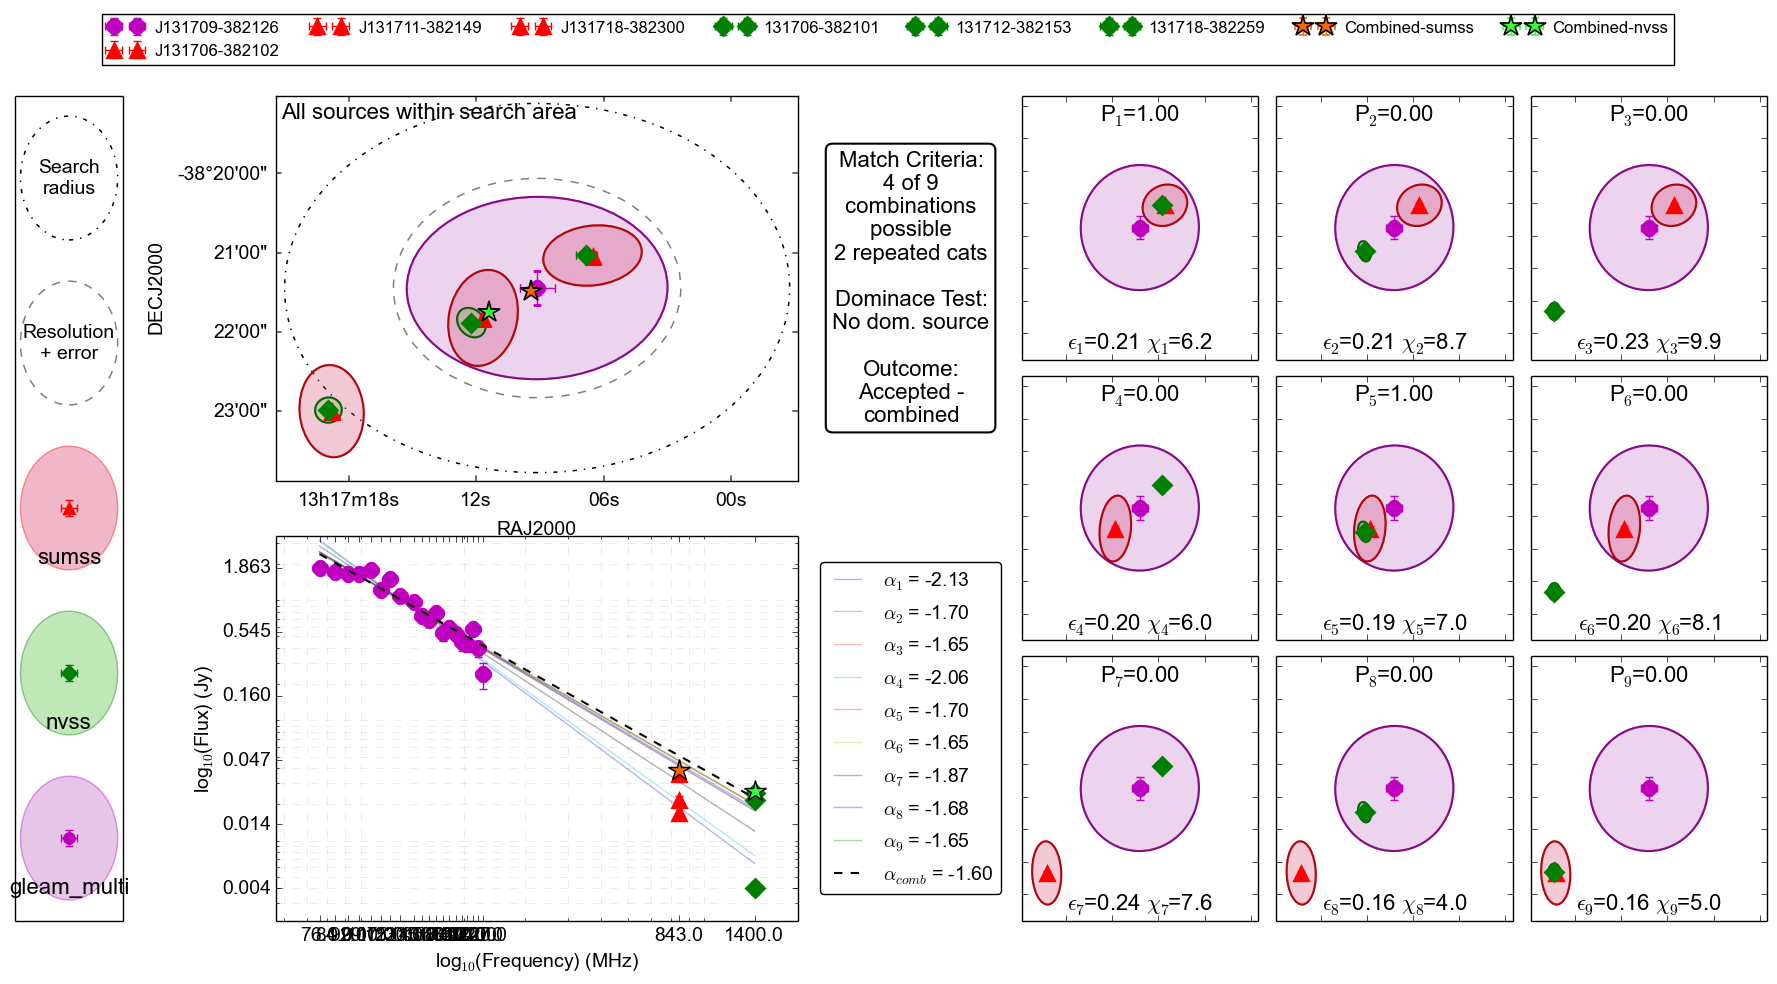 J131709-382126 J131711-382149 J131718-382300 131706-382101 131712-382153 131718-382259 Combined-sumss Combined-nvss
J131706-382102
Search
radius
Resolution
+ error
sumss
nvss
gleam_multi
All sources within search area
DECJ2000
-38°20'00"
21'00"
22'00"
23'00"
13h17m18s 12s 06s 00s
RAJ2000
Match Criteria:
4 of 9
combinations
possible
2 repeated cats
Dominace Test:
No dom. source
Outcome:
Accepted -
combined
log10(Flux) (Jy)
1.863
0.545
0.160
0.047
0.014
0.004
843.0 1400.0
log10(Frequency) (MHz)
α1 = -2.13
α2 = -1.70
α3 = -1.65
α4 = -2.06
α5 = -1.70
α6 = -1.65
α7 = -1.87
α8 = -1.68
α9 = -1.65
αcomb = -1.60
P1=1.00
ϵ1=0.21 χ1=6.2
P2=0.00
ϵ2=0.21 χ2=8.7
P3=0.00
ϵ3=0.23 χ3=9.9
P4=0.00
ϵ4=0.20 χ4=6.0
P5=1.00
ϵ5=0.19 χ5=7.0
P6=0.00
ϵ6=0.20 χ6=8.1
P7=0.00
ϵ7=0.24 χ7=7.6
P8=0.00
ϵ8=0.16 χ8=4.0
P9=0.00
ϵ9=0.16 χ9=5.0